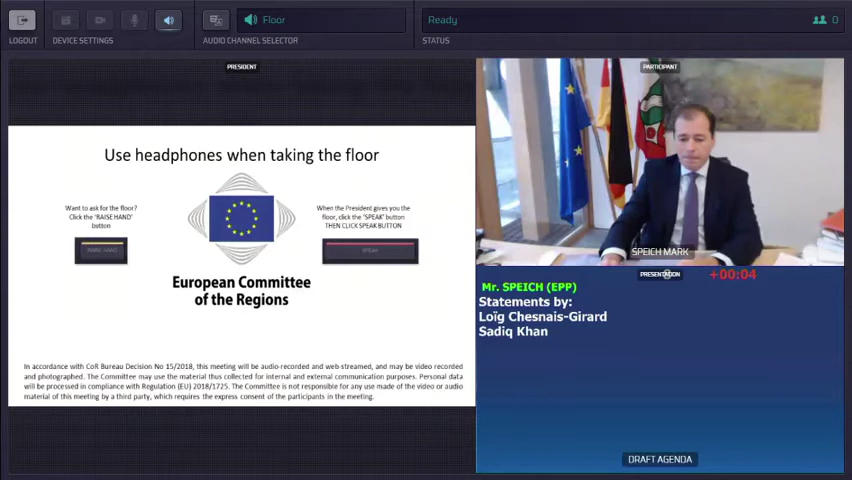 LOGOUT
DEVICE SETTINGS
Floor
AUDIO CHANNEL SELECTOR
Ready
0
STATUS
PRESIDENT
Use headphones when taking the floor
Want to ask for the floor?
Click the 'RAISE HAND'
button
RAISE HAND
When the President gives you the
floor, click the 'SPEAK' button
THEN CLICK SPEAK BUTTON
SPEAK
European Committee
of the Regions
In accordance with CoR Bureau Decision No 15/2018, this meeting will be audio-recorded and web-streamed, and may be video recorded
and photographed. The Committee may use the material thus collected for internal and external communication purposes. Personal data
will be processed in compliance with Regulation (EU) 2018/1725. The Committee is not responsible for any use made of the video or audio
material of this meeting by a third party, which requires the express consent of the participants in the meeting.
PARTICIPANT
SPEICH MARK
PRESENTATION
+00:04
Mr. SPEICH (EPP)
Statements by:
Loïg Chesnais-Girard
Sadiq Khan
DRAFT AGENDA